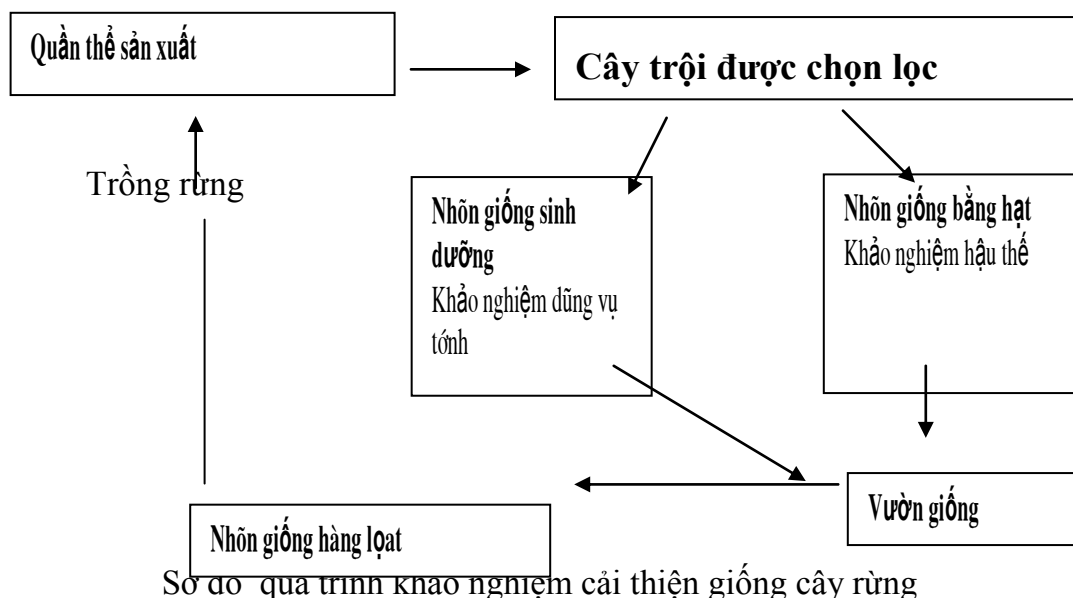 Quần thể sản xuất
Cây trội được chọn lọc
Trồng rừng
Nhõn giống sinh
dưỡng
Khảo nghiệm dũng vụ
tớnh
Nhõn giống bằng hạt
Khảo nghiệm hậu thế
Vườn giống
Nhõn giống hàng lọat
Sơ đồ quá trình khảo nghiệm cải thiện giống cây rừng